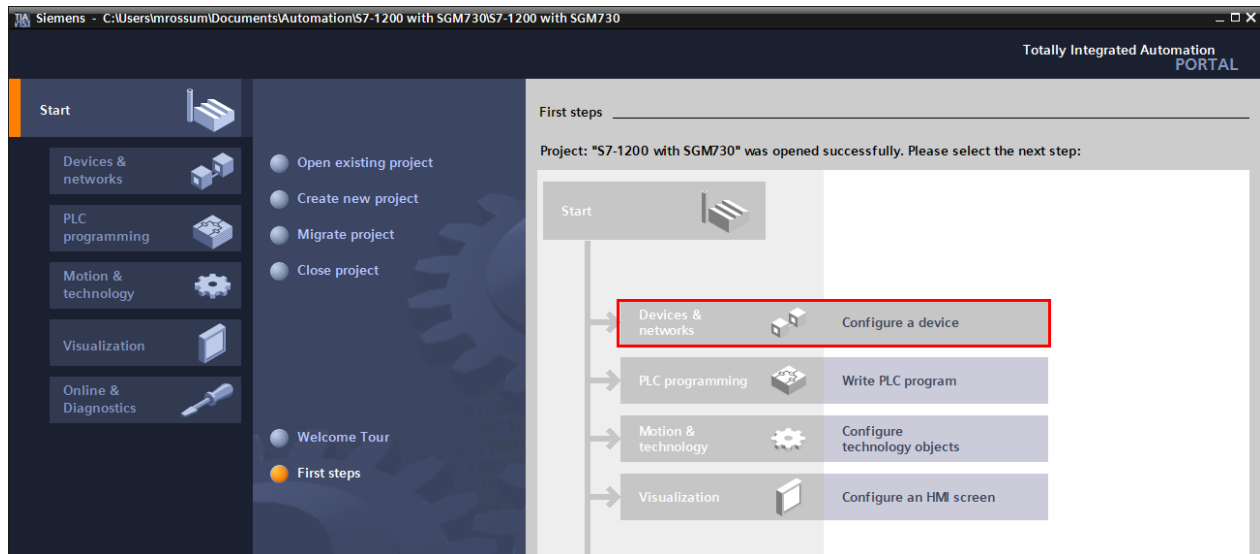 Siemens - C:\Users\mrossum\Documents\Automation\S7-1200 with SGM730\S7-1200 with SGM730
Totally Integrated Automation
PORTAL
Start
Devices &
networks
PLC
programming
Motion &
technology
Visualization
Online &
Diagnostics
Open existing project
Create new project
Migrate project
Close project
Welcome Tour
First steps
First steps
Project: "S7-1200 with SGM730" was opened successfully. Please select the next step:
Start
Devices &
networks
Configure a device
PLC programming
Write PLC program
Motion &
technology
Configure
technology objects
Visualization
Configure an HMI screen